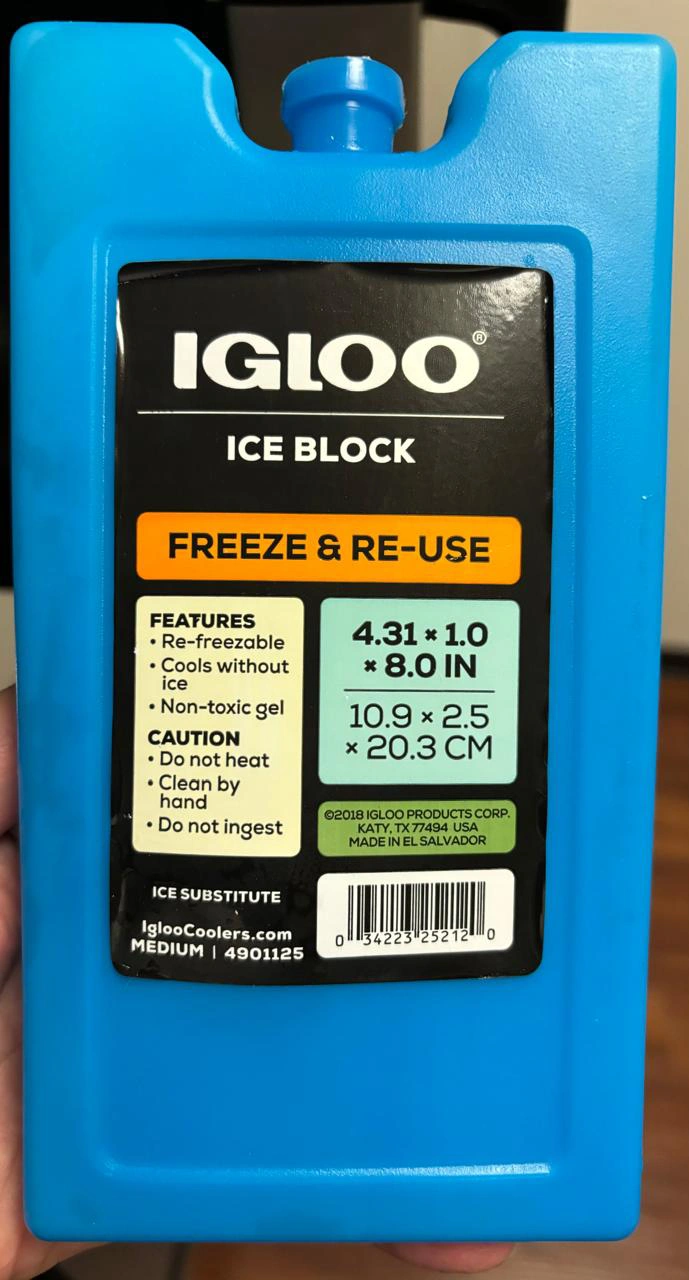 IGLOO®
ICE BLOCK
FREEZE & RE-USE
FEATURES
• Re-freezable
• Cools without
ice
• Non-toxic gel
CAUTION
• Do not heat
• Clean by
hand
• Do not ingest
4.31 × 1.0
× 8.0 IN
10.9 × 2.5
× 20.3 CM
©2018 IGLOO PRODUCTS CORP.
KATY, TX 77494 USA
MADE IN EL SALVADOR
ICE SUBSTITUTE
IglooCoolers.com
MEDIUM | 4901125
0 34223 25212 0